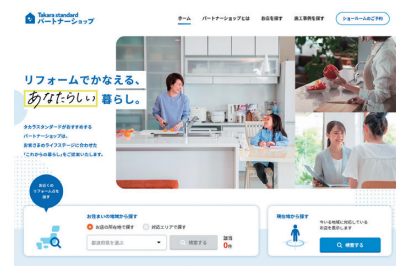 Takara standard
パートナーショップ
ホーム
パートナーショップとは
お店を探す
施工事例を探す
ショールームのご予約
リフォームでかなえる、
あなたらしい 暮らし。
タカラスタンダードがおすすめする
パートナーショップは、
お客さまのライフステージに合わせた
「これからの暮らし」をご提案いたします。
お近くの
リフォーム店を
探す
お住まいの地域から探す
お店の所在地で探す
対応エリアで探す
都道府県を選ぶ
検索する
該当
0件
現在地から探す
今いる地域に対応している
お店を表示します
検索する